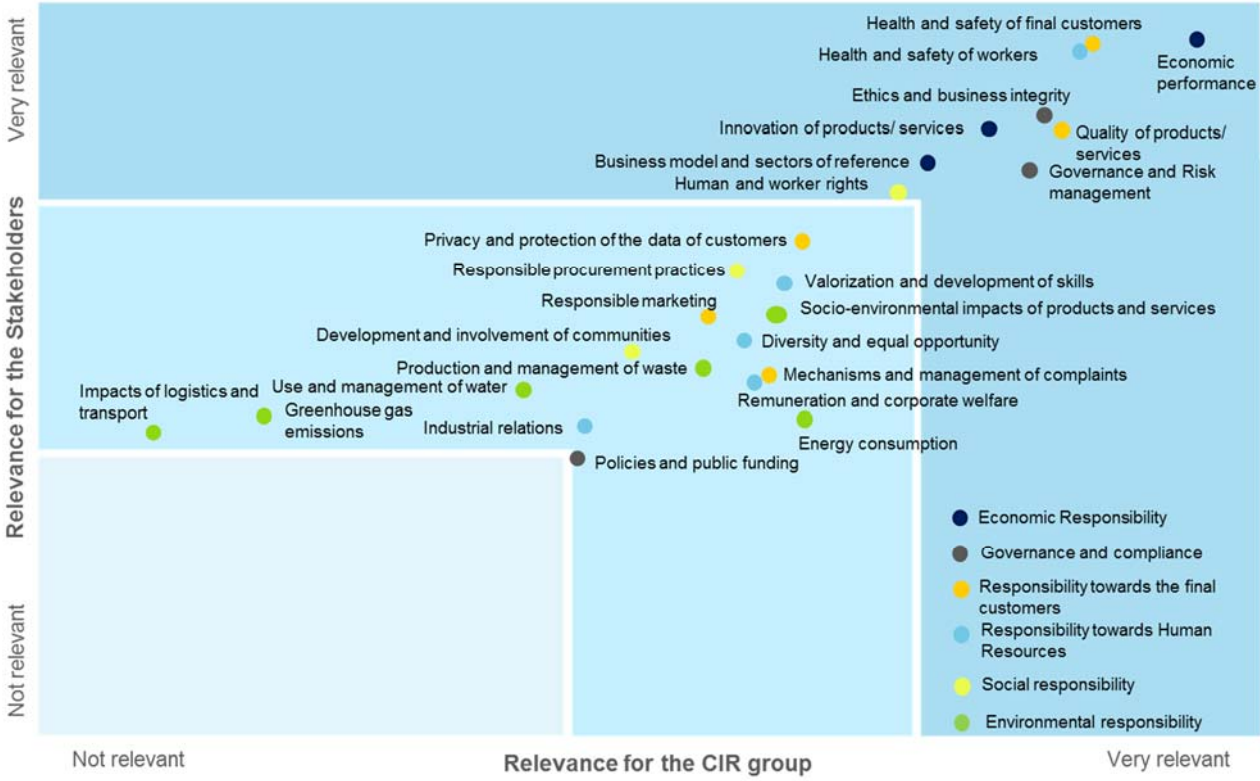 Very relevant
Relevance for the Stakeholders
Not relevant
Health and safety of final customers
Health and safety of workers
Economic
performance
Ethics and business integrity
Innovation of products/ services
Quality of products/
services
Business model and sectors of reference
Governance and Risk
management
Human and worker rights
Privacy and protection of the data of customers
Responsible procurement practices
Valorization and development of skills
Responsible marketing
Socio-environmental impacts of products and services
Development and involvement of communities
Diversity and equal opportunity
Production and management of waste
Mechanisms and management of complaints
Impacts of logistics and
transport
Use and management of water
Remuneration and corporate welfare
Greenhouse gas
emissions
Industrial relations
Energy consumption
Policies and public funding
Economic Responsibility
Governance and compliance
Responsibility towards the final
customers
Responsibility towards Human
Resources
Social responsibility
Environmental responsibility
Not relevant
Relevance for the CIR group
Very relevant